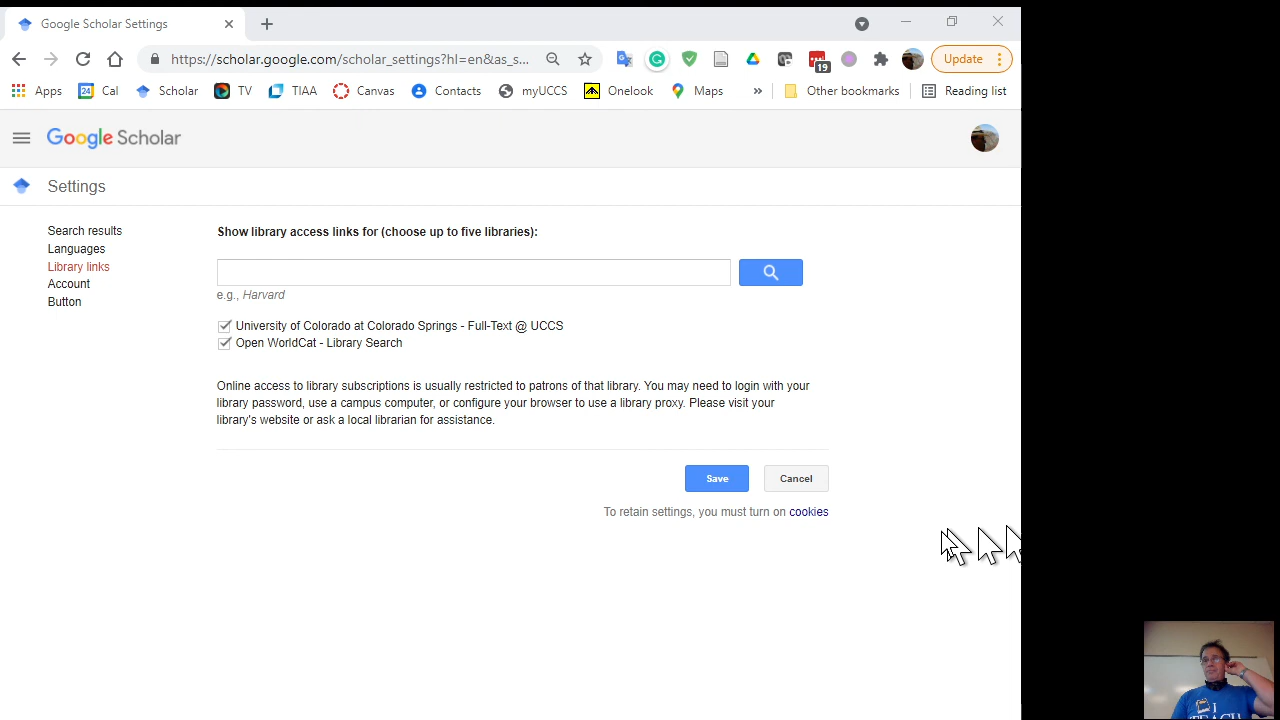 Google Scholar Settings
https://scholar.google.com/scholar_settings?hl=en&as_s...
19
Update
Apps
24 Cal
Scholar
TV
TIAA
Canvas
Contacts
myUCCS
Onelook
Maps
»
Other bookmarks
Reading list
Google Scholar
Settings
Search results
Languages
Library links
Account
Button
Show library access links for (choose up to five libraries):
e.g., Harvard
University of Colorado at Colorado Springs - Full-Text @ UCCS
Open WorldCat - Library Search
Online access to library subscriptions is usually restricted to patrons of that library. You may need to login with your
library password, use a campus computer, or configure your browser to use a library proxy. Please visit your
library's website or ask a local librarian for assistance.
Save
Cancel
To retain settings, you must turn on cookies
I
TEACH